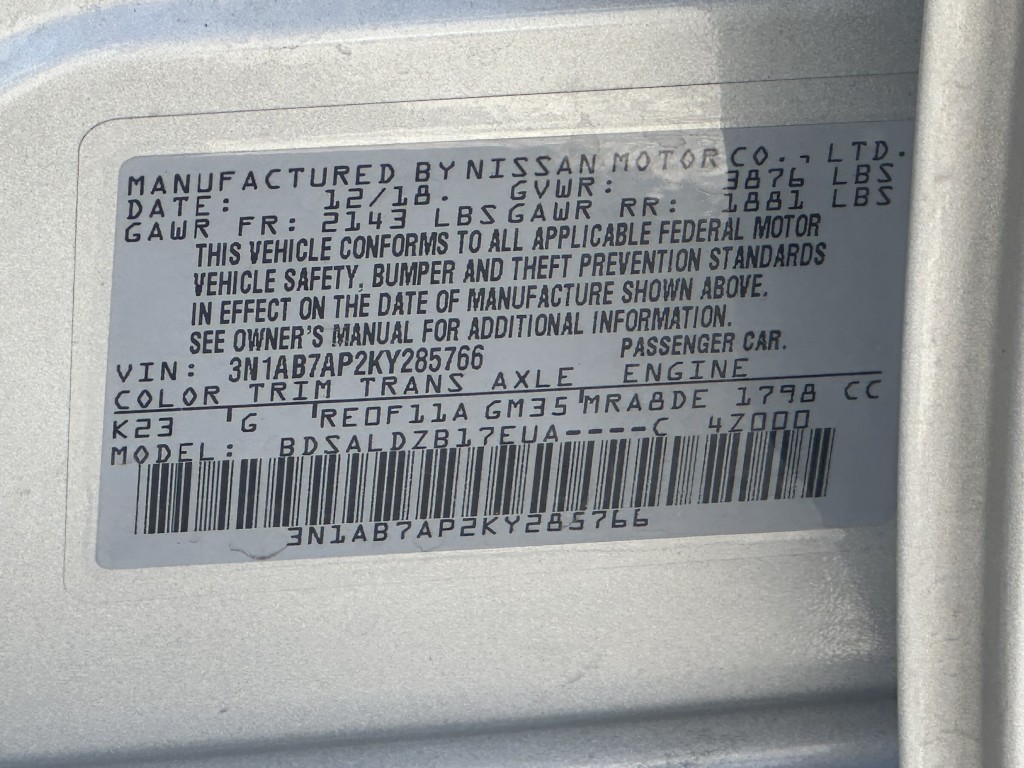 MANUFACTURED BY NISSAN MOTOR CO., LTD.
DATE: 12/18. GVWR: 3876 LBS
GAWR FR: 2143 LBS GAWR RR: 1881 LBS
THIS VEHICLE CONFORMS TO ALL APPLICABLE FEDERAL MOTOR
VEHICLE SAFETY, BUMPER AND THEFT PREVENTION STANDARDS
IN EFFECT ON THE DATE OF MANUFACTURE SHOWN ABOVE.
SEE OWNER'S MANUAL FOR ADDITIONAL INFORMATION.
VIN: 3N1AB7AP2KY285766 PASSENGER CAR.
COLOR TRIM TRANS AXLE ENGINE
K23 G RE0F11A GM35 MRA8DE 1798 CC
MODEL: BDSALDZB17EUA----C 4Z000
3N1AB7AP2KY285766